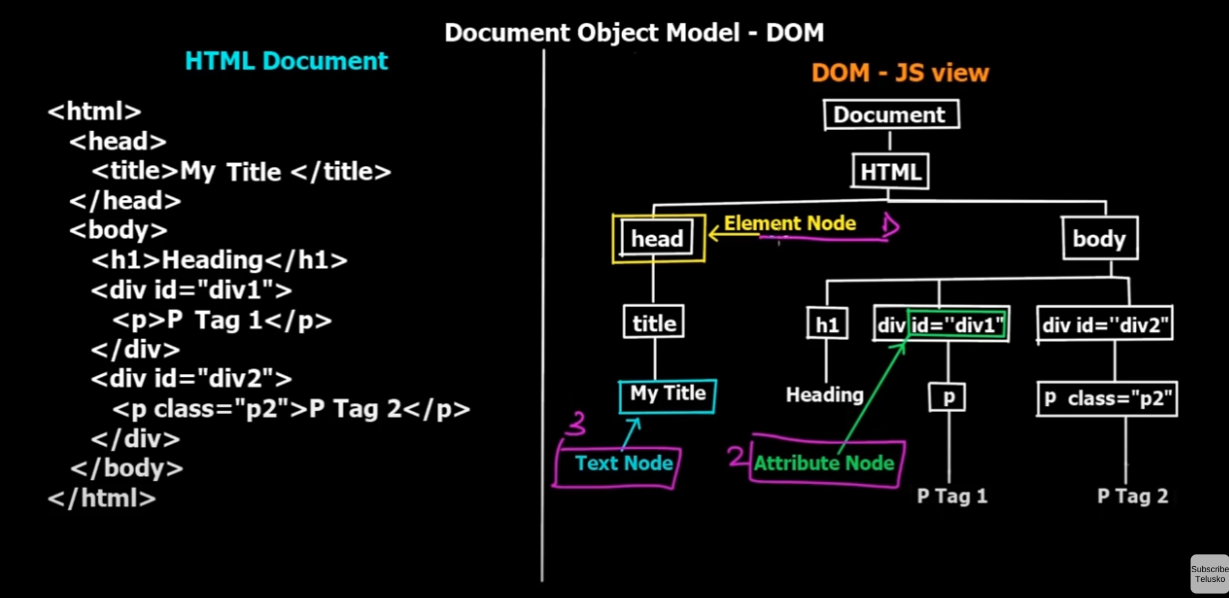 Document Object Model - DOM
HTML Document
<html>
<head>
<title>My Title </title>
</head>
<body>
<h1>Heading</h1>
<div id="div1">
<p>P Tag 1</p>
</div>
<div id="div2">
<p class="p2">P Tag 2</p>
</div>
</body>
</html>
DOM - JS view
Document
HTML
head
Element Node
body
title
h1
div id="div1"
div id="div2"
My Title
Heading
p
p class="p2"
3
Text Node
2
Attribute Node
P Tag 1
P Tag 2
Subscribe
Telusko